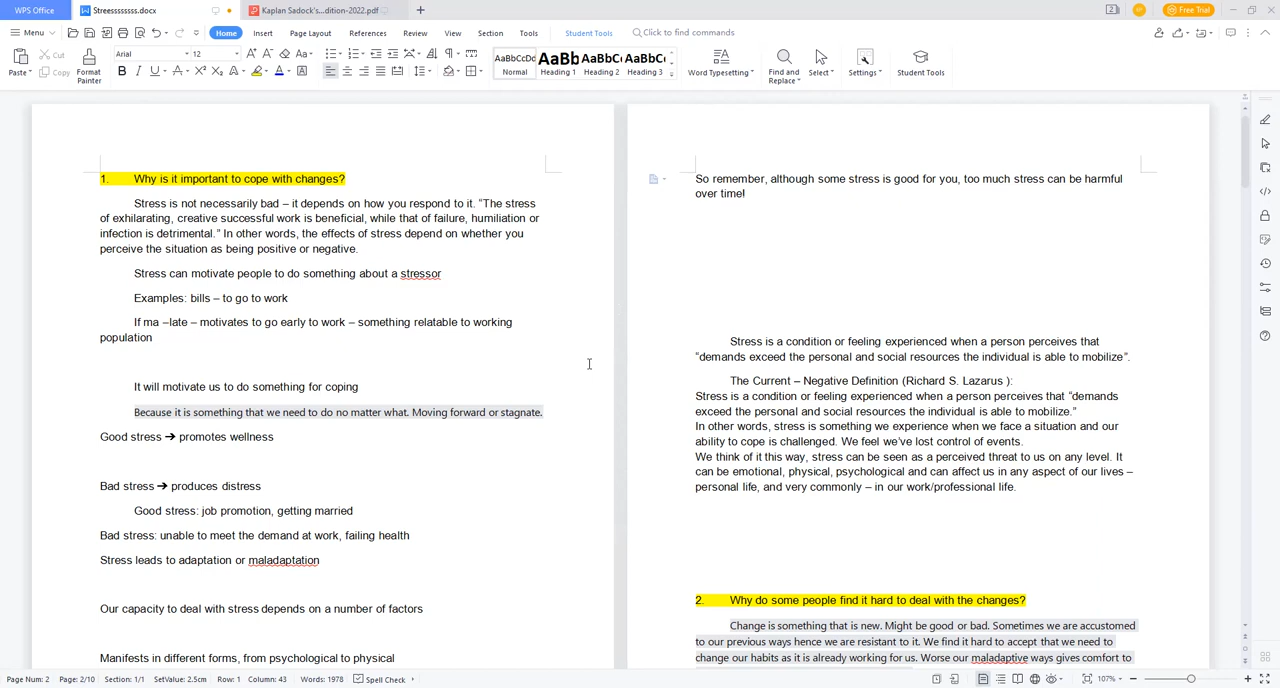 WPS Office
Streessssssss.docx
Kaplan Sadock's...dition-2022.pdf
Free Trial
Menu
Home
Insert
Page Layout
References
Review
View
Section
Tools
Student Tools
Click to find commands
Paste
Cut
Copy
Format Painter
Arial
12
AaBbCcDd
Normal
AaBb
Heading 1
AaBbC
Heading 2
AaBbC
Heading 3
Word Typesetting
Find and Replace
Select
Settings
Student Tools
1. Why is it important to cope with changes?
Stress is not necessarily bad – it depends on how you respond to it. “The stress
of exhilarating, creative successful work is beneficial, while that of failure, humiliation or
infection is detrimental.” In other words, the effects of stress depend on whether you
perceive the situation as being positive or negative.
Stress can motivate people to do something about a stressor
Examples: bills – to go to work
If ma –late – motivates to go early to work – something relatable to working
population
It will motivate us to do something for coping
Because it is something that we need to do no matter what. Moving forward or stagnate.
Good stress ➔ promotes wellness
Bad stress ➔ produces distress
Good stress: job promotion, getting married
Bad stress: unable to meet the demand at work, failing health
Stress leads to adaptation or maladaptation
Our capacity to deal with stress depends on a number of factors
Manifests in different forms, from psychological to physical
So remember, although some stress is good for you, too much stress can be harmful
over time!
Stress is a condition or feeling experienced when a person perceives that
“demands exceed the personal and social resources the individual is able to mobilize”.
The Current – Negative Definition (Richard S. Lazarus ):
Stress is a condition or feeling experienced when a person perceives that “demands
exceed the personal and social resources the individual is able to mobilize.”
In other words, stress is something we experience when we face a situation and our
ability to cope is challenged. We feel we’ve lost control of events.
We think of it this way, stress can be seen as a perceived threat to us on any level. It
can be emotional, physical, psychological and can affect us in any aspect of our lives –
personal life, and very commonly – in our work/professional life.
2. Why do some people find it hard to deal with the changes?
Change is something that is new. Might be good or bad. Sometimes we are accustomed
to our previous ways hence we are resistant to it. We find it hard to accept that we need to
change our habits as it is already working for us. Worse our maladaptive ways gives comfort to
Page Num: 2
Page: 2/10
Section: 1/1
SetValue: 2.5cm
Row: 1
Column: 43
Words: 1978
Spell Check
107%